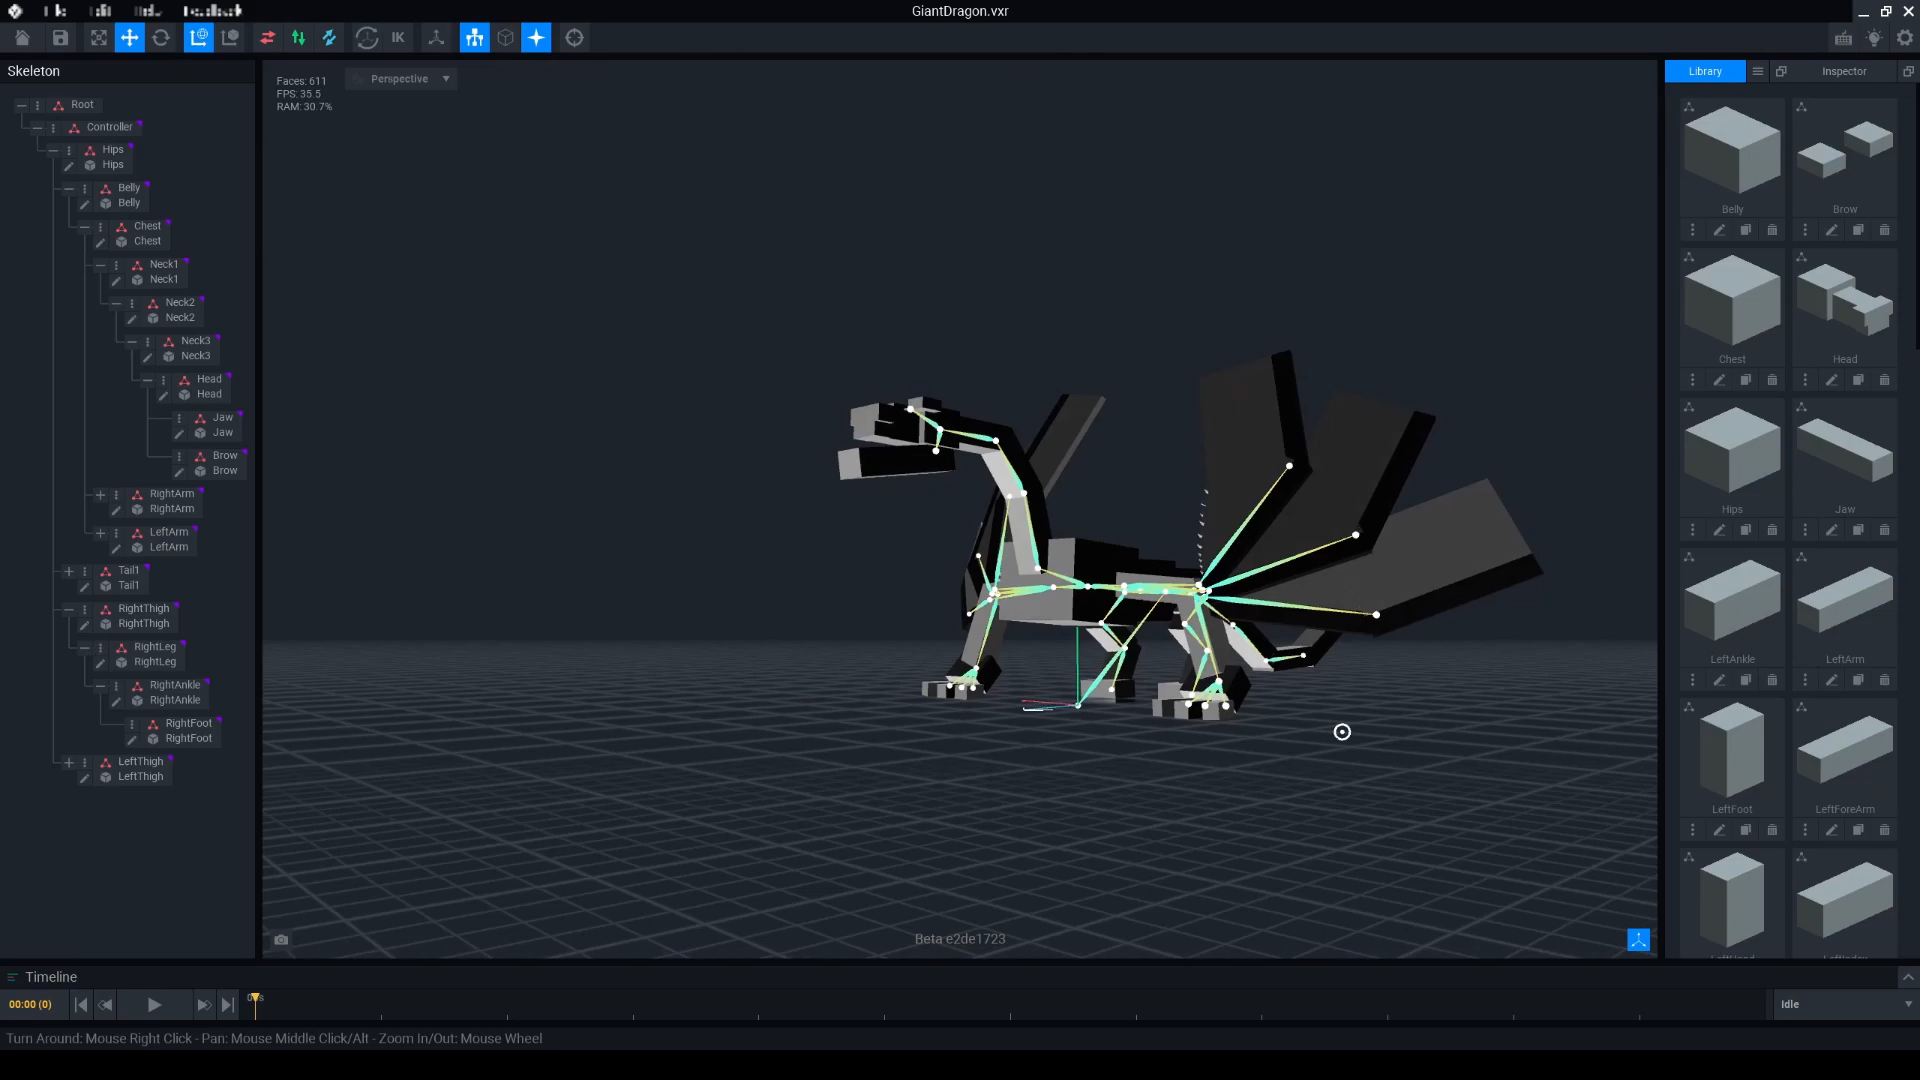 GiantDragon.vxr
IK
Skeleton
Root
Controller
Hips
Hips
Belly
Belly
Chest
Chest
Neck1
Neck1
Neck2
Neck2
Neck3
Neck3
Head
Head
Jaw
Jaw
Brow
Brow
RightArm
RightArm
LeftArm
LeftArm
Tail1
Tail1
RightThigh
RightThigh
RightLeg
RightLeg
RightAnkle
RightAnkle
RightFoot
RightFoot
LeftThigh
LeftThigh
Faces: 611
FPS: 35.5
RAM: 30.7%
Perspective
Beta e2de1723
Library
Inspector
Belly
Brow
Chest
Head
Hips
Jaw
LeftAnkle
LeftArm
LeftFoot
LeftForeArm
Timeline
00:00 (0)
Idle
Turn Around: Mouse Right Click - Pan: Mouse Middle Click/Alt - Zoom In/Out: Mouse Wheel